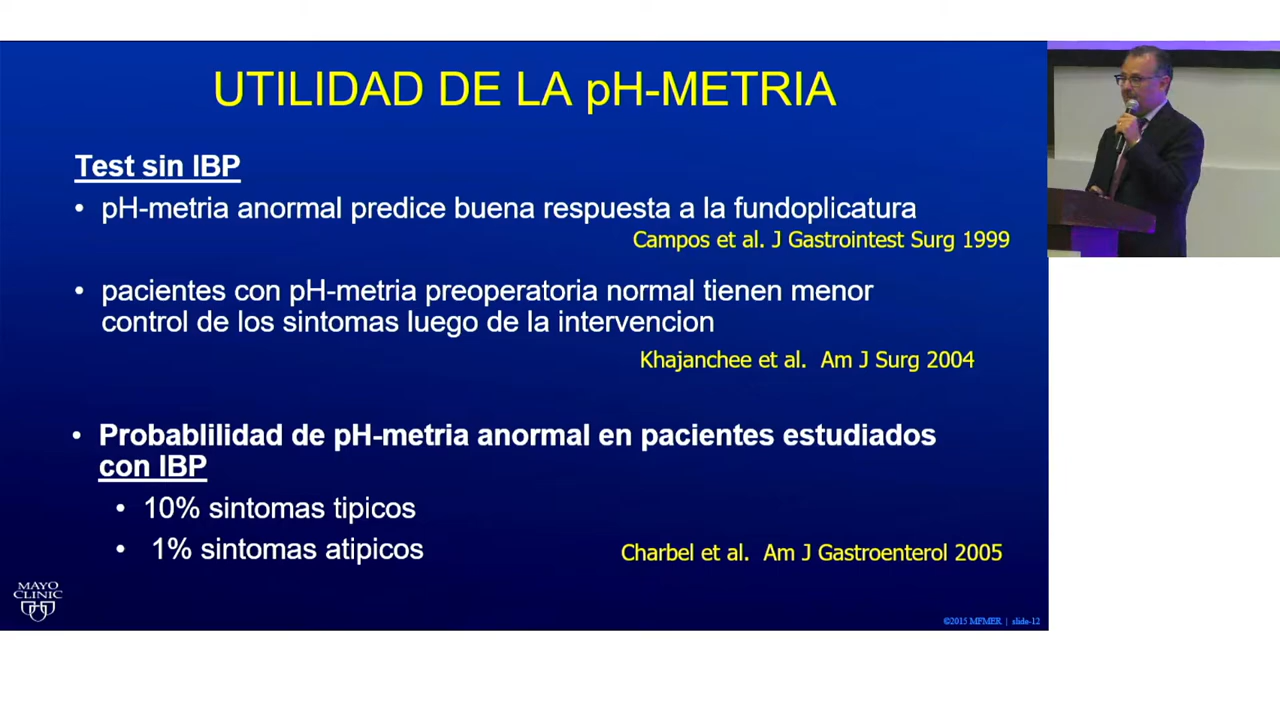 UTILIDAD DE LA pH-METRIA
Test sin IBP
• pH-metria anormal predice buena respuesta a la fundoplicatura
Campos et al. J Gastrointest Surg 1999
• pacientes con pH-metria preoperatoria normal tienen menor
control de los sintomas luego de la intervencion
Khajanchee et al. Am J Surg 2004
• Probablilidad de pH-metria anormal en pacientes estudiados
con IBP
• 10% sintomas tipicos
• 1% sintomas atipicos
Charbel et al. Am J Gastroenterol 2005
MAYO
CLINIC
©2015 MFMER | slide-12